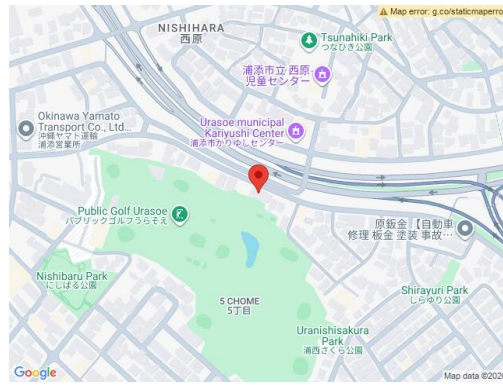 Map error: g.co/staticmaperro
NISHIHARA
西原
Tsunahiki Park
つなひき公園
浦添市立 西原
児童センター
Okinawa Yamato
Transport Co., Ltd...
沖縄ヤマト運輸
浦添営業所
Urasoe municipal
Kariyushi Center
浦添市かりゆしセンター
Public Golf Urasoe
パブリックゴルフうらそえ
原鈑金【自動車
修理 板金 塗装 事故…
Nishibaru Park
にしばる公園
5 CHOME
5丁目
Shirayuri Park
しらゆり公園
Uranishisakura
Park
浦西さくら公園
Google
Map data ©202